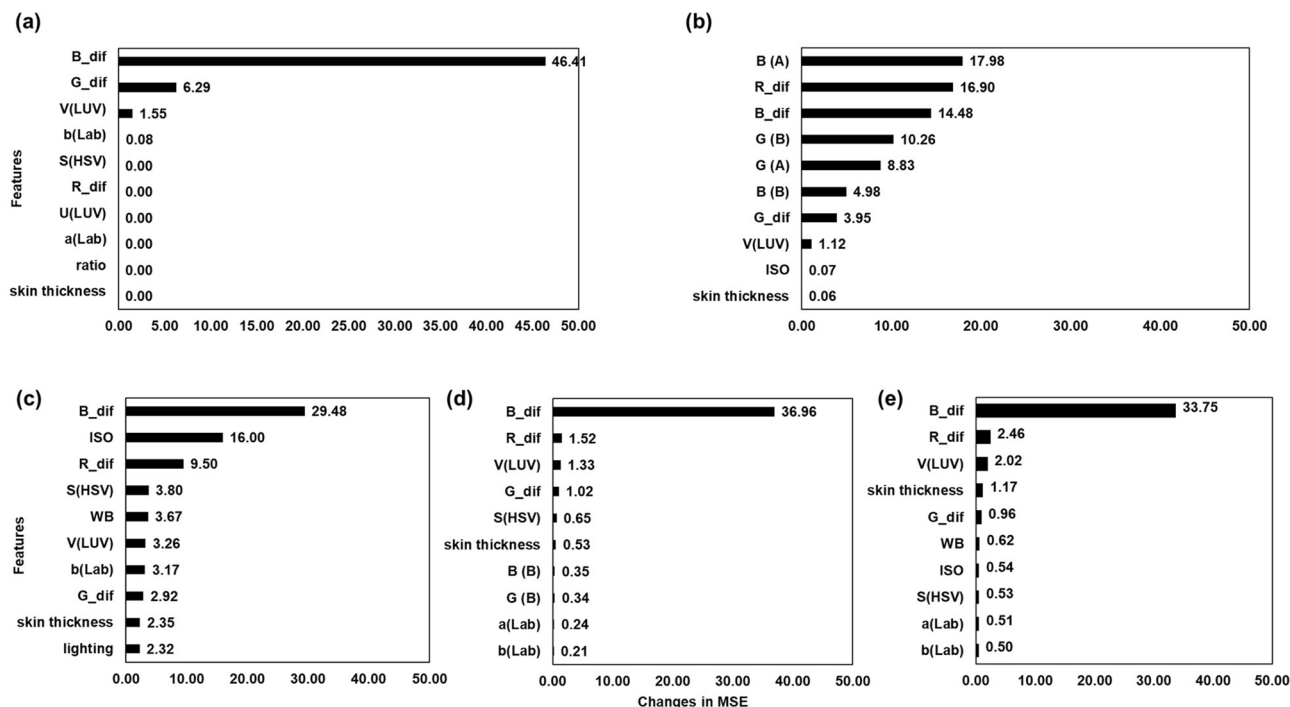 (a)
B_dif 46.41
G_dif 6.29
V(LUV) 1.55
b(Lab) 0.08
S(HSV) 0.00
R_dif 0.00
U(LUV) 0.00
a(Lab) 0.00
ratio 0.00
skin thickness 0.00
Features
0.00 5.00 10.00 15.00 20.00 25.00 30.00 35.00 40.00 45.00 50.00
(b)
B (A) 17.98
R_dif 16.90
B_dif 14.48
G (B) 10.26
G (A) 8.83
B (B) 4.98
G_dif 3.95
V(LUV) 1.12
ISO 0.07
skin thickness 0.06
0.00 10.00 20.00 30.00 40.00 50.00
(c)
B_dif 29.48
ISO 16.00
R_dif 9.50
S(HSV) 3.80
WB 3.67
V(LUV) 3.26
b(Lab) 3.17
G_dif 2.92
skin thickness 2.35
lighting 2.32
Features
0.00 10.00 20.00 30.00 40.00 50.00
(d)
B_dif 36.96
R_dif 1.52
V(LUV) 1.33
G_dif 1.02
S(HSV) 0.65
skin thickness 0.53
B (B) 0.35
G (B) 0.34
a(Lab) 0.24
b(Lab) 0.21
0.00 10.00 20.00 30.00 40.00 50.00
Changes in MSE
(e)
B_dif 33.75
R_dif 2.46
V(LUV) 2.02
skin thickness 1.17
G_dif 0.96
WB 0.62
ISO 0.54
S(HSV) 0.53
a(Lab) 0.51
b(Lab) 0.50
0.00 10.00 20.00 30.00 40.00 50.00